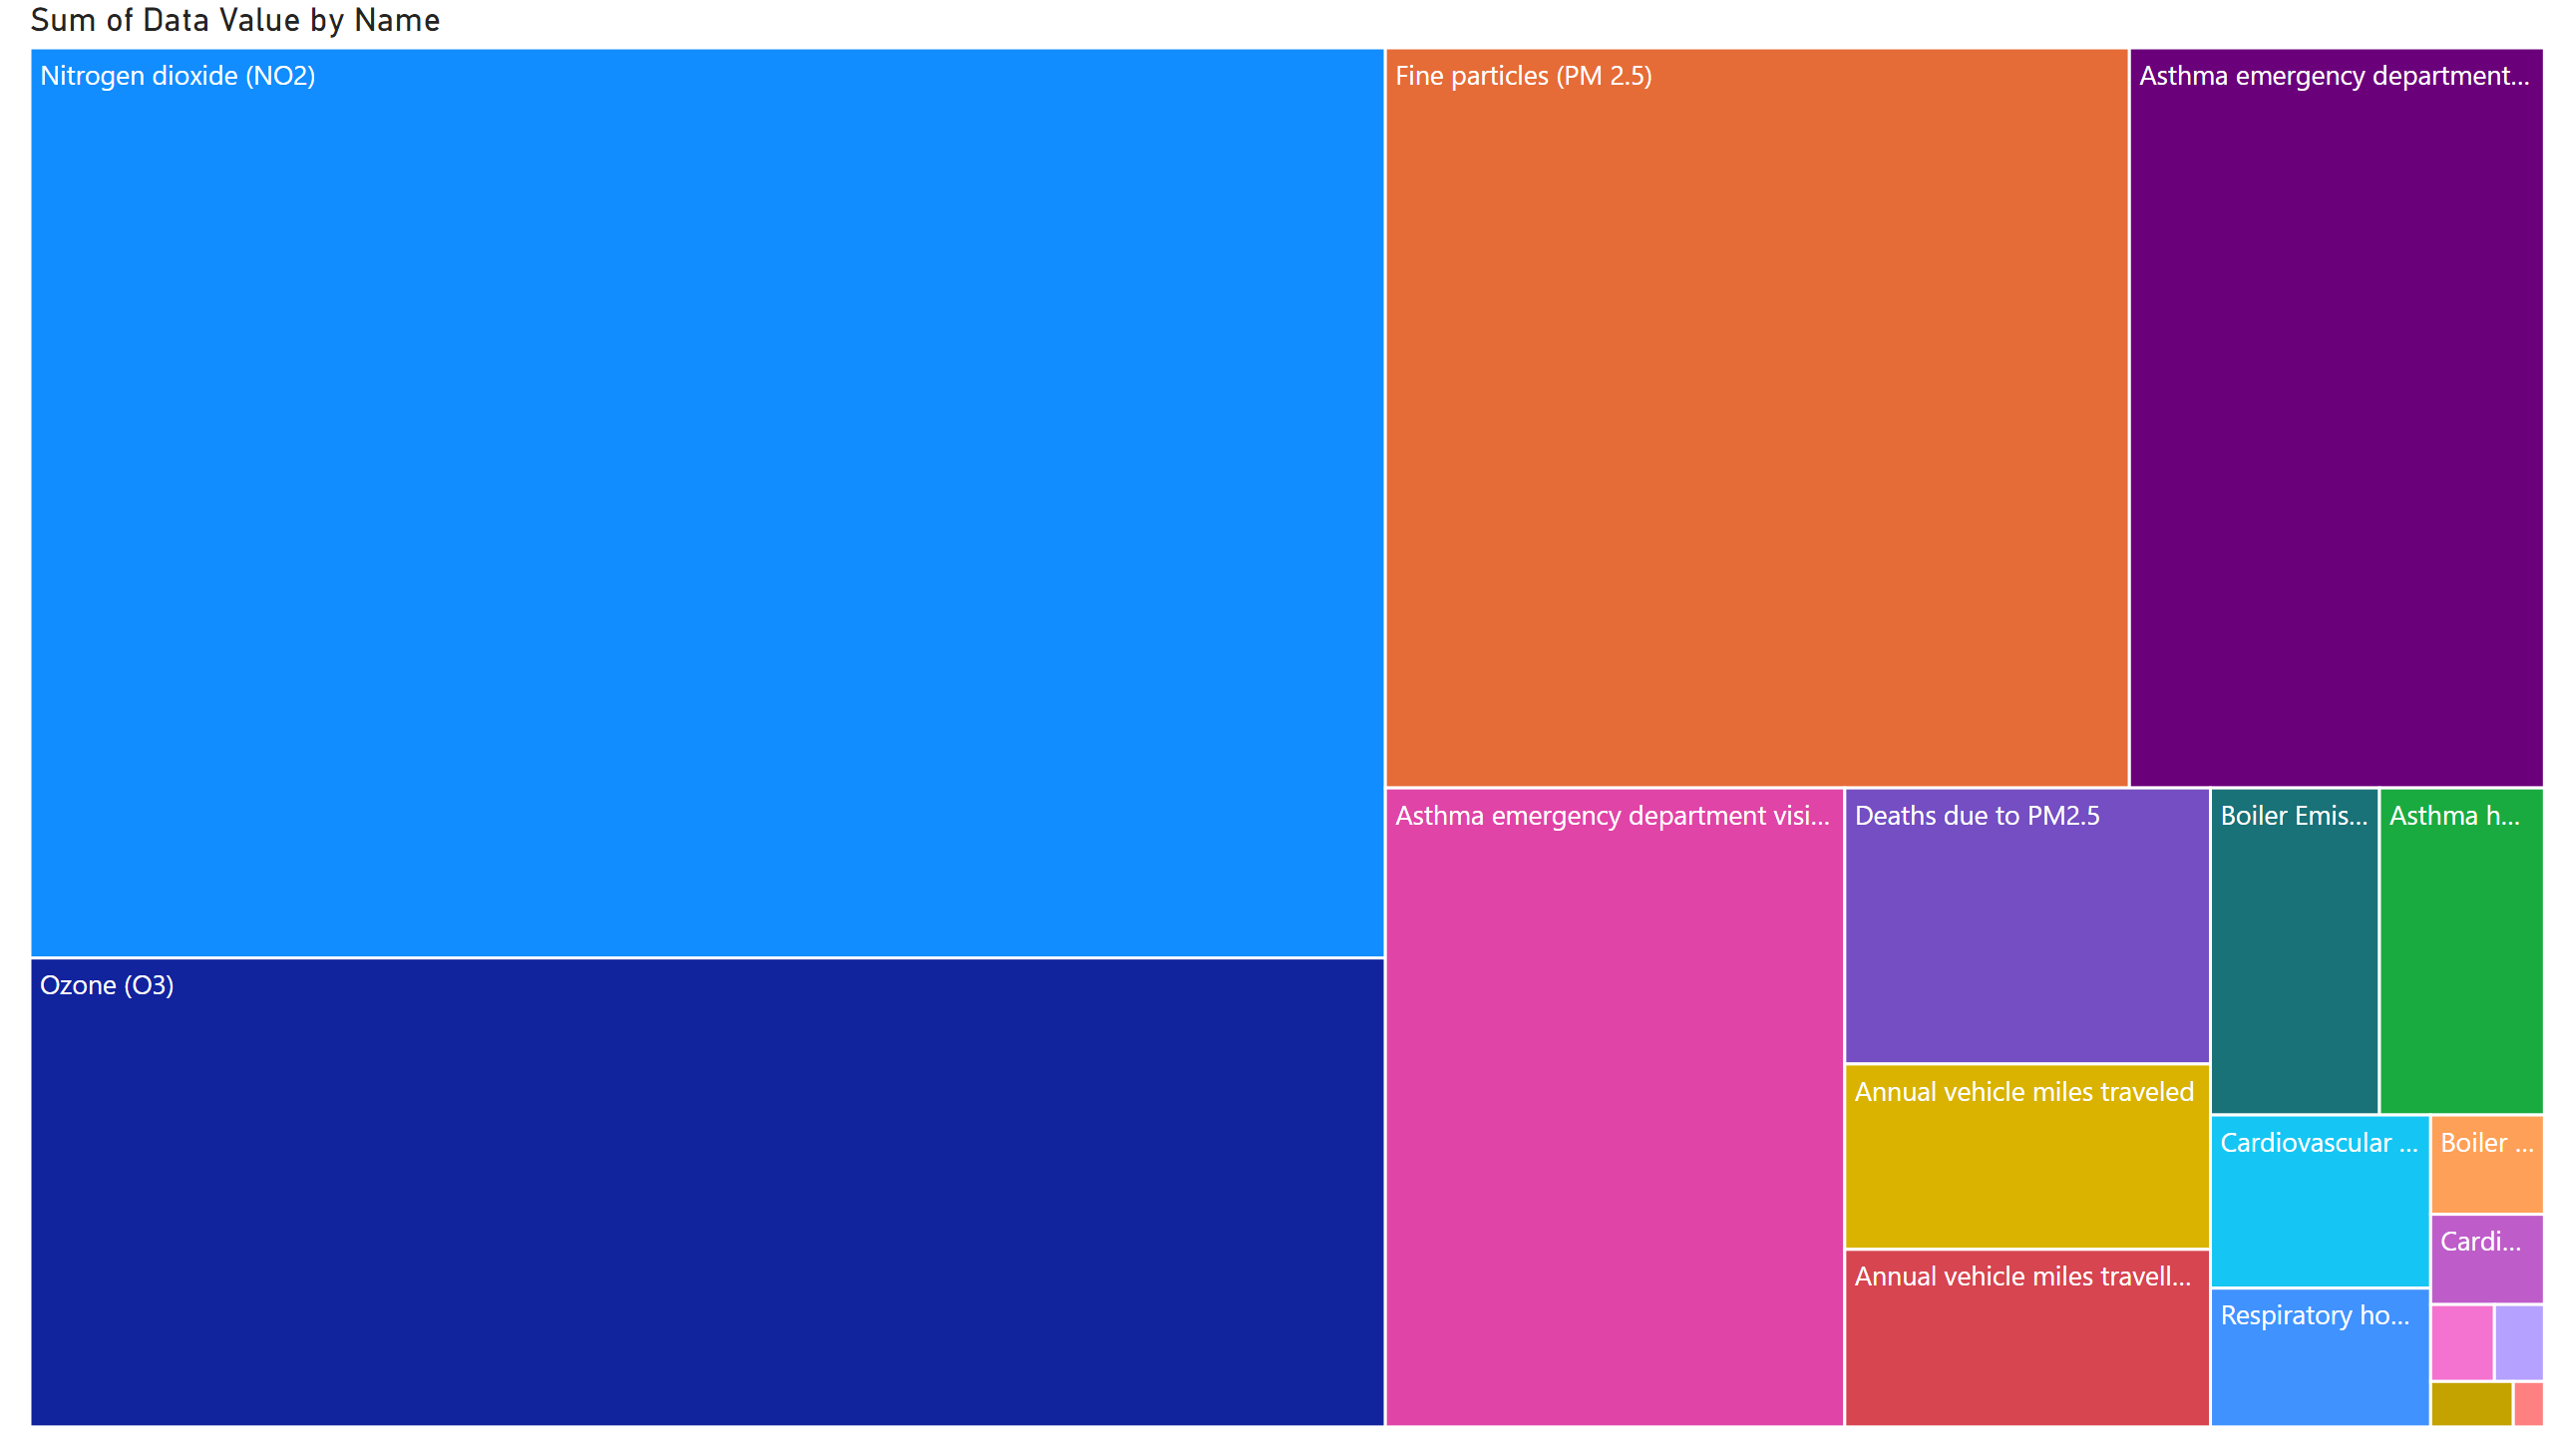 Sum of Data Value by Name
Nitrogen dioxide (NO2)
Ozone (O3)
Fine particles (PM 2.5)
Asthma emergency department...
Asthma emergency department visi...
Deaths due to PM2.5
Annual vehicle miles traveled
Annual vehicle miles travell...
Boiler Emis...
Asthma h...
Cardiovascular ...
Respiratory ho...
Boiler ...
Cardi...